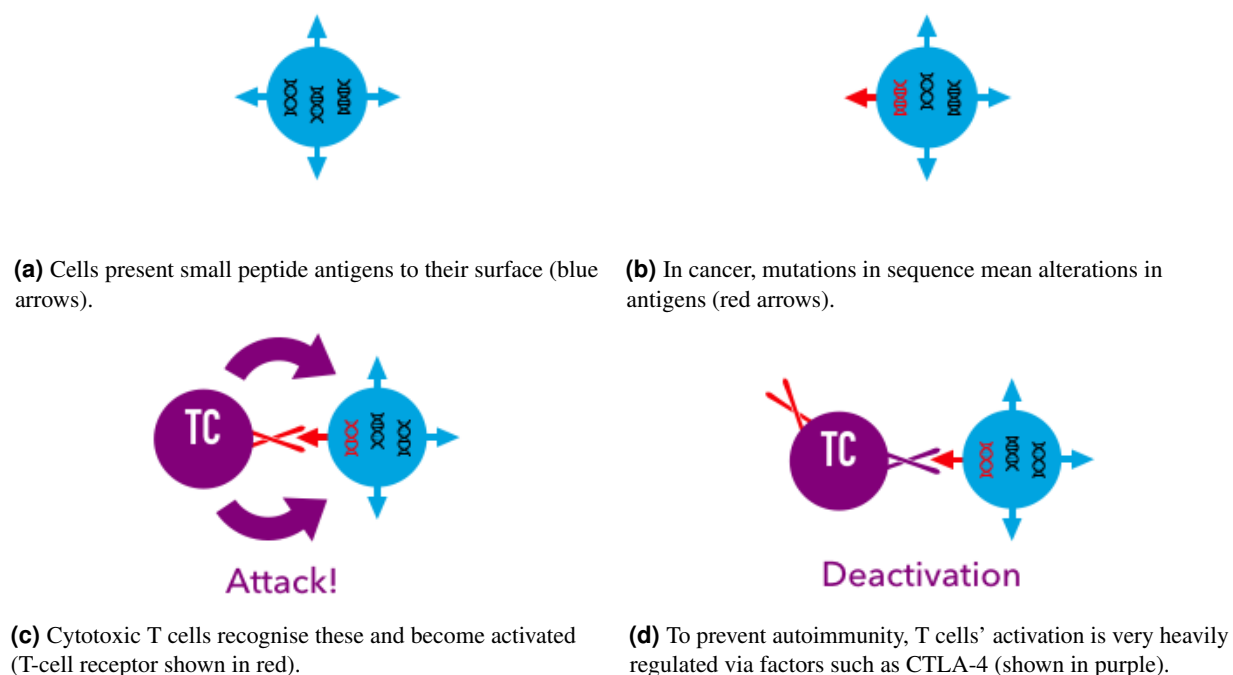 (a) Cells present small peptide antigens to their surface (blue
arrows).
(b) In cancer, mutations in sequence mean alterations in
antigens (red arrows).
TC
Attack!
TC
Deactivation
(c) Cytotoxic T cells recognise these and become activated
(T-cell receptor shown in red).
(d) To prevent autoimmunity, T cells’ activation is very heavily
regulated via factors such as CTLA-4 (shown in purple).